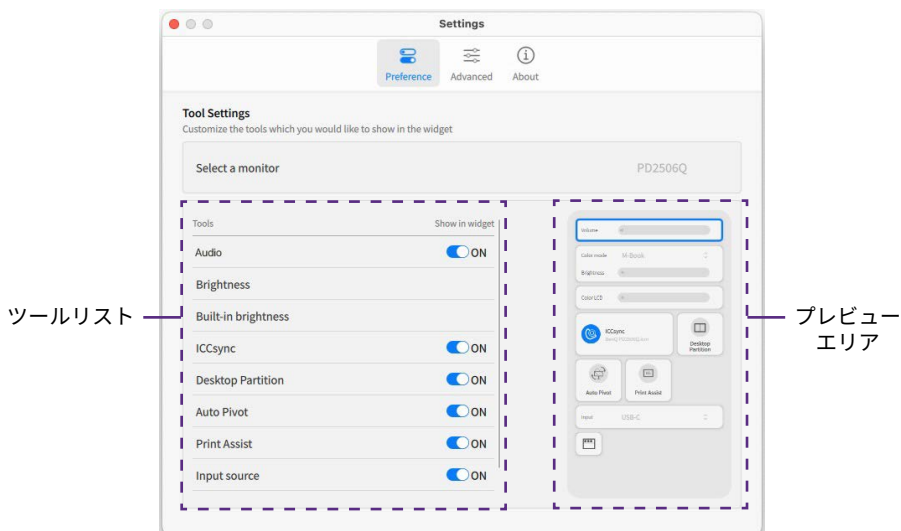 Settings
Preference
Advanced
About
Tool Settings
Customize the tools which you would like to show in the widget
Select a monitor
PD2506Q
ツールリスト
Tools
Show in widget
Audio
ON
Brightness
Built-in brightness
ICCsync
ON
Desktop Partition
ON
Auto Pivot
ON
Print Assist
ON
Input source
ON
Volume
Color mode
M-Book
Brightness
Color LCD
ICCsync
Desktop
Partition
Auto Pivot
Print Assist
Input
USB-C
プレビュー
エリア